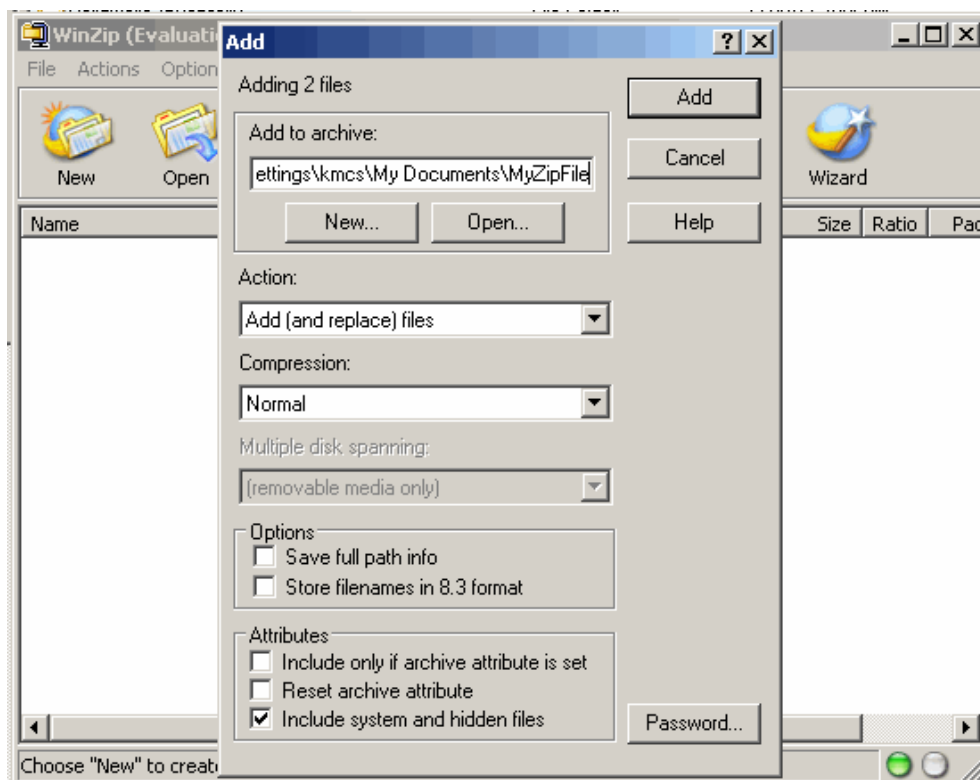 WinZip (Evaluati
File Actions Option
New
Open
Wizard
Name
Size Ratio Pac
Add
Adding 2 files
Add to archive:
ettings\kmcs\My Documents\MyZipFile
New... Open...
Add
Cancel
Help
Action:
Add (and replace) files
Compression:
Normal
Multiple disk spanning:
(removable media only)
Options
Save full path info
Store filenames in 8.3 format
Attributes
Include only if archive attribute is set
Reset archive attribute
Include system and hidden files
Password...
Choose "New" to creat